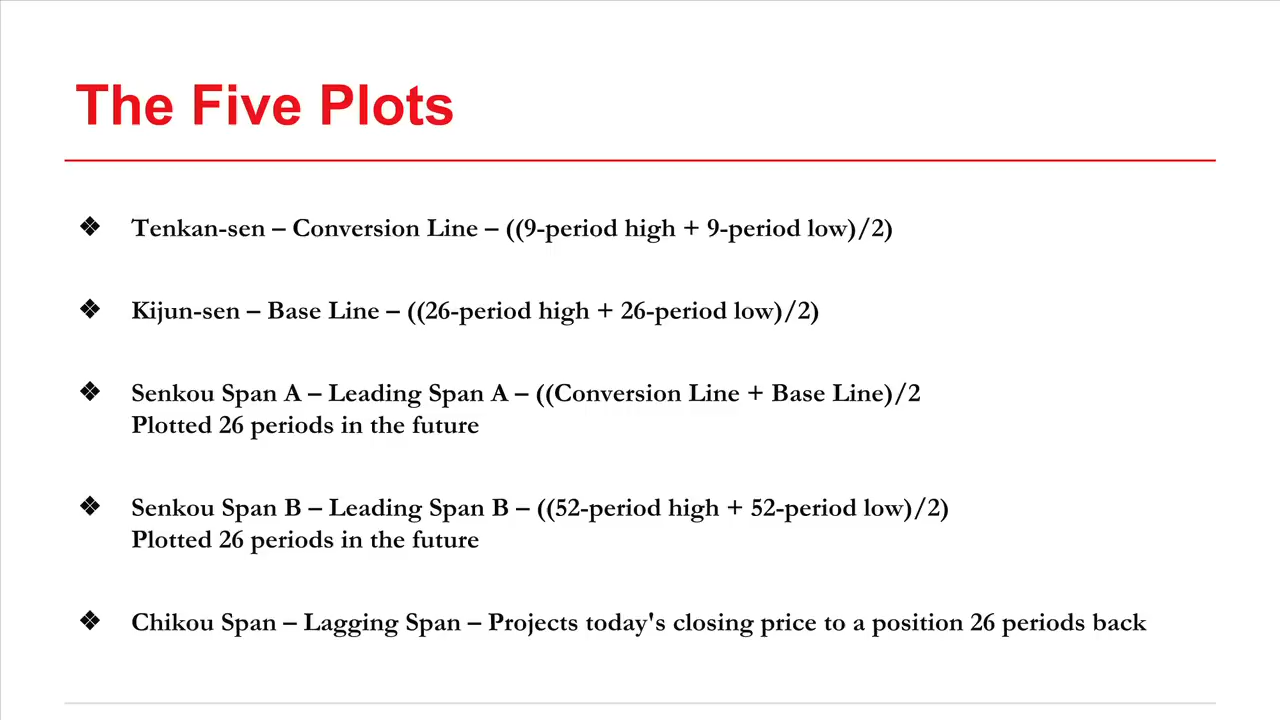 The Five Plots
❖ Tenkan-sen – Conversion Line – ((9-period high + 9-period low)/2)
❖ Kijun-sen – Base Line – ((26-period high + 26-period low)/2)
❖ Senkou Span A – Leading Span A – ((Conversion Line + Base Line)/2
Plotted 26 periods in the future
❖ Senkou Span B – Leading Span B – ((52-period high + 52-period low)/2)
Plotted 26 periods in the future
❖ Chikou Span – Lagging Span – Projects today's closing price to a position 26 periods back